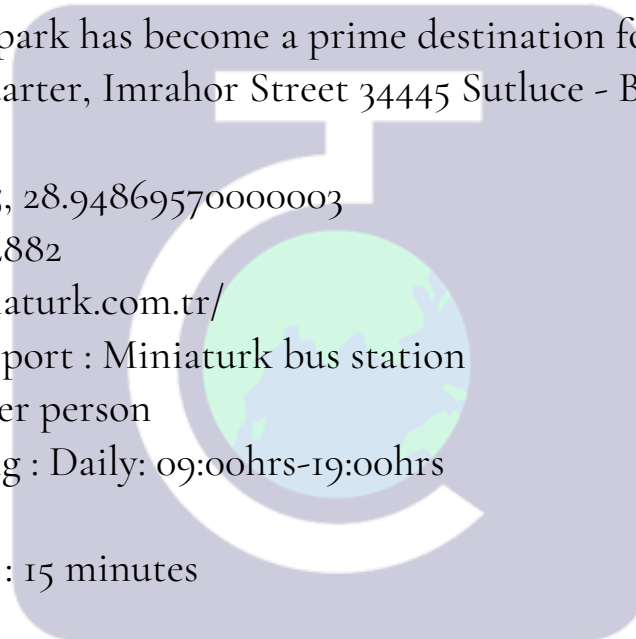 park has become a prime destination fo
arter, Imrahor Street 34445 Sutluce - B
, 28.94869570000003
882
aturk.com.tr/
port : Miniaturk bus station
er person
g : Daily: 09:00hrs-19:00hrs
: 15 minutes